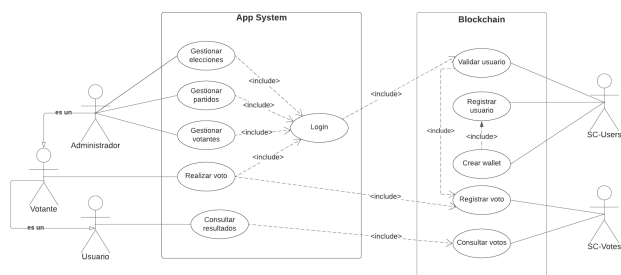 App System
Blockchain
Gestionar
elecciones
Validar usuario
<include>
<include>
Gestionar
partidos
Registrar
usuario
es un
<include>
Login
<include>
<include>
Administrador
Gestionar
votantes
SC-Users
<include>
Crear wallet
Realizar voto
Votante
<include>
Registrar voto
es un
Consultar
resultados
<include>
Consultar votos
Usuario
SC-Votes